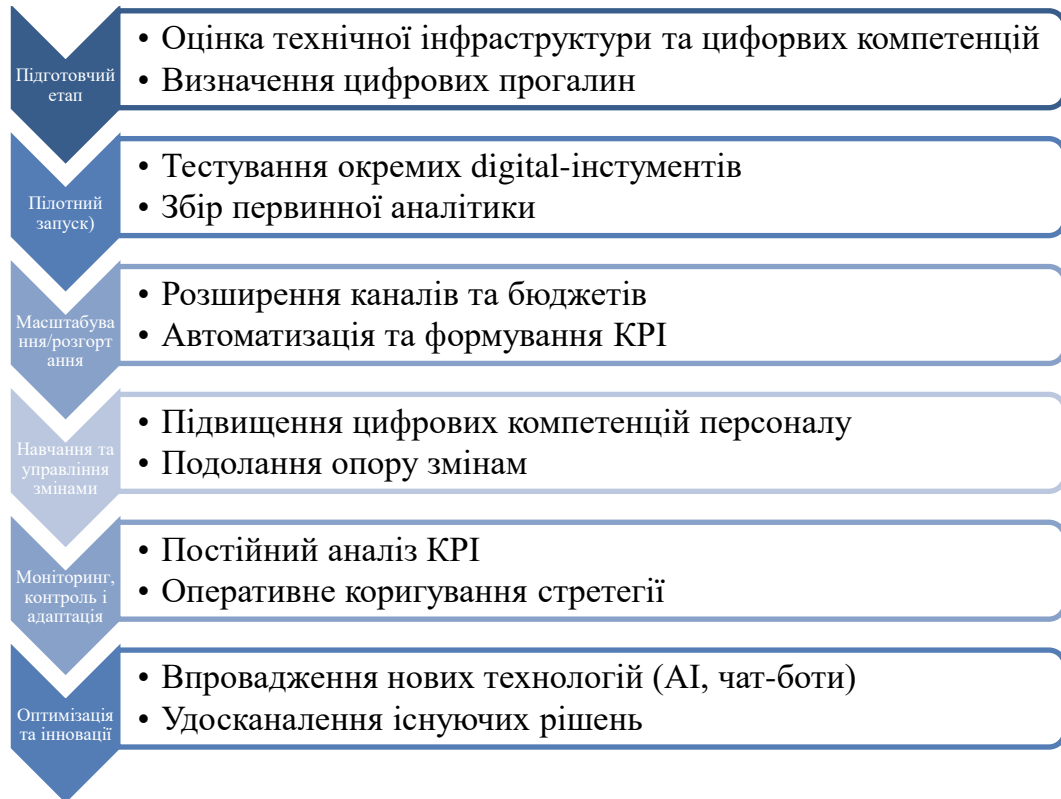 Підготовчий
етап
• Оцінка технічної інфраструктури та цифорвих компетенцій
• Визначення цифрових прогалин
Пілотний
запуск)
• Тестування окремих digital-інстументів
• Збір первинної аналітики
Масштабува
ння/розгорт
ання
• Розширення каналів та бюджетів
• Автоматизація та формування КРІ
Навчання та
управління
змінами
• Підвищення цифрових компетенцій персоналу
• Подолання опору змінам
Моніторинг,
контроль і
адаптація
• Постійний аналіз КРІ
• Оперативне коригування стретегії
Оптимізація
та інновації
• Впровадження нових технологій (AI, чат-боти)
• Удосканалення існуючих рішень